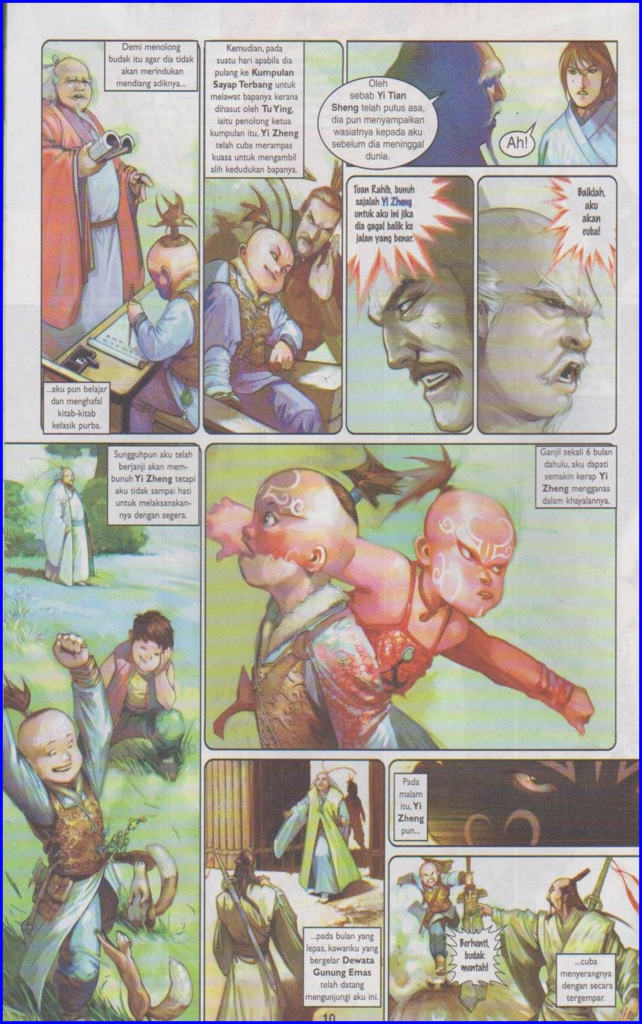 Demi menolong
budak itu agar dia tidak
akan merindukan
mendiang adiknya...
...aku pun belajar
dan menghafal
kitab-kitab
kelasik purba.
Kemudian, pada
suatu hari apabila dia
pulang ke Kumpulan
Sayap Terbang untuk
melawat bapanya kerana
dihasut oleh Tu Ying,
iaitu penolong ketua
kumpulan itu, Yi Zheng
telah cuba merampas
kuasa untuk mengambil
alih kedudukan bapanya.
Oleh
sebab Yi Tian
Sheng telah putus asa,
dia pun menyampaikan
wasiatnya kepada aku
sebelum dia meninggal
dunia.
Ah!
Tuan Rahib, bunuh
sajalah Yi Zheng
untuk aku ini jika
dia gagal balik ke
jalan yang benar.
Baiklah,
aku
akan
cuba!
Sungguhpun aku telah
berjanji akan mem-
bunuh Yi Zheng tetapi
aku tidak sampai hati
untuk melaksanakan-
nya dengan segera.
Ganjil sekali 6 bulan
dahulu, aku dapati
semakin kerap Yi
Zheng mengganas
dalam khayalannya.
...pada bulan yang
lepas, kawanku yang
bergelar Dewata
Gunung Emas
telah datang
mengunjungi aku ini.
Pada
malam
itu, Yi
Zheng
pun...
Berhenti,
budak
mentah!
...cuba
menyerangnya
dengan secara
tergempar.
10